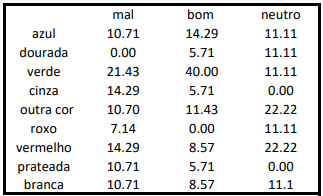 mal bom neutro
azul 10.71 14.29 11.11
dourada 0.00 5.71 11.11
verde 21.43 40.00 11.11
cinza 14.29 5.71 0.00
outra cor 10.70 11.43 22.22
roxo 7.14 0.00 11.11
vermelho 14.29 8.57 22.22
prateada 10.71 5.71 0.00
branca 10.71 8.57 11.1